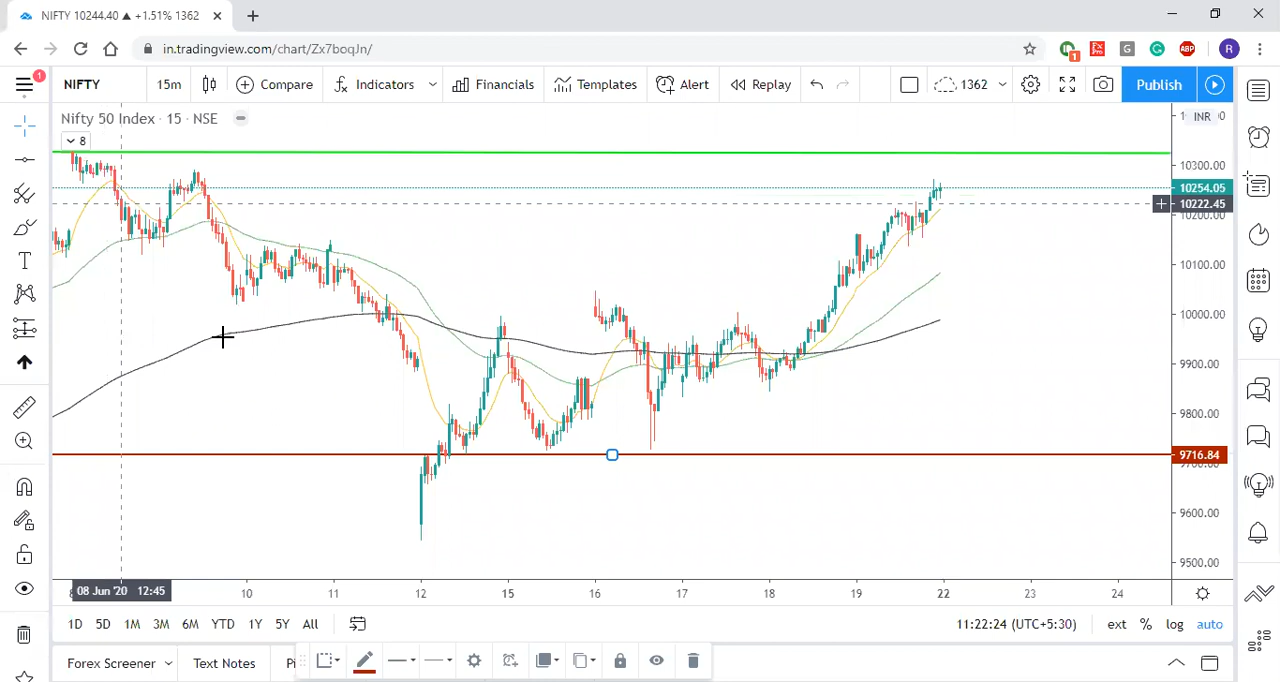 NIFTY 10244.40 ▲ +1.51% 1362
in.tradingview.com/chart/Zx7boqJn/
1
G
ABP
R
1
NIFTY 15m Compare Indicators Financials Templates Alert Replay 1362 Publish
Nifty 50 Index · 15 · NSE
8
INR
10300.00
10254.05
10222.45
10200.00
10100.00
10000.00
9900.00
9800.00
9716.84
9600.00
9500.00
T
08 Jun '20 12:45
10 11 12 15 16 17 18 19 22 23 24
1D 5D 1M 3M 6M YTD 1Y 5Y All
11:22:24 (UTC+5:30) ext % log auto
Forex Screener Text Notes